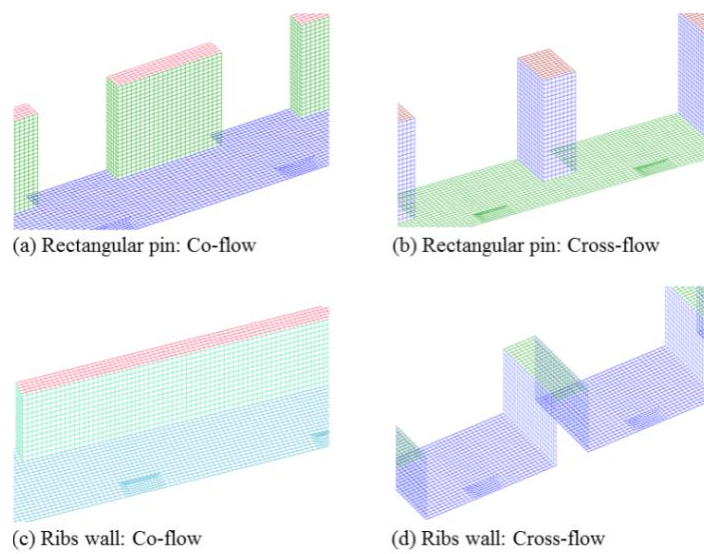 (a) Rectangular pin: Co-flow
(b) Rectangular pin: Cross-flow
(c) Ribs wall: Co-flow
(d) Ribs wall: Cross-flow